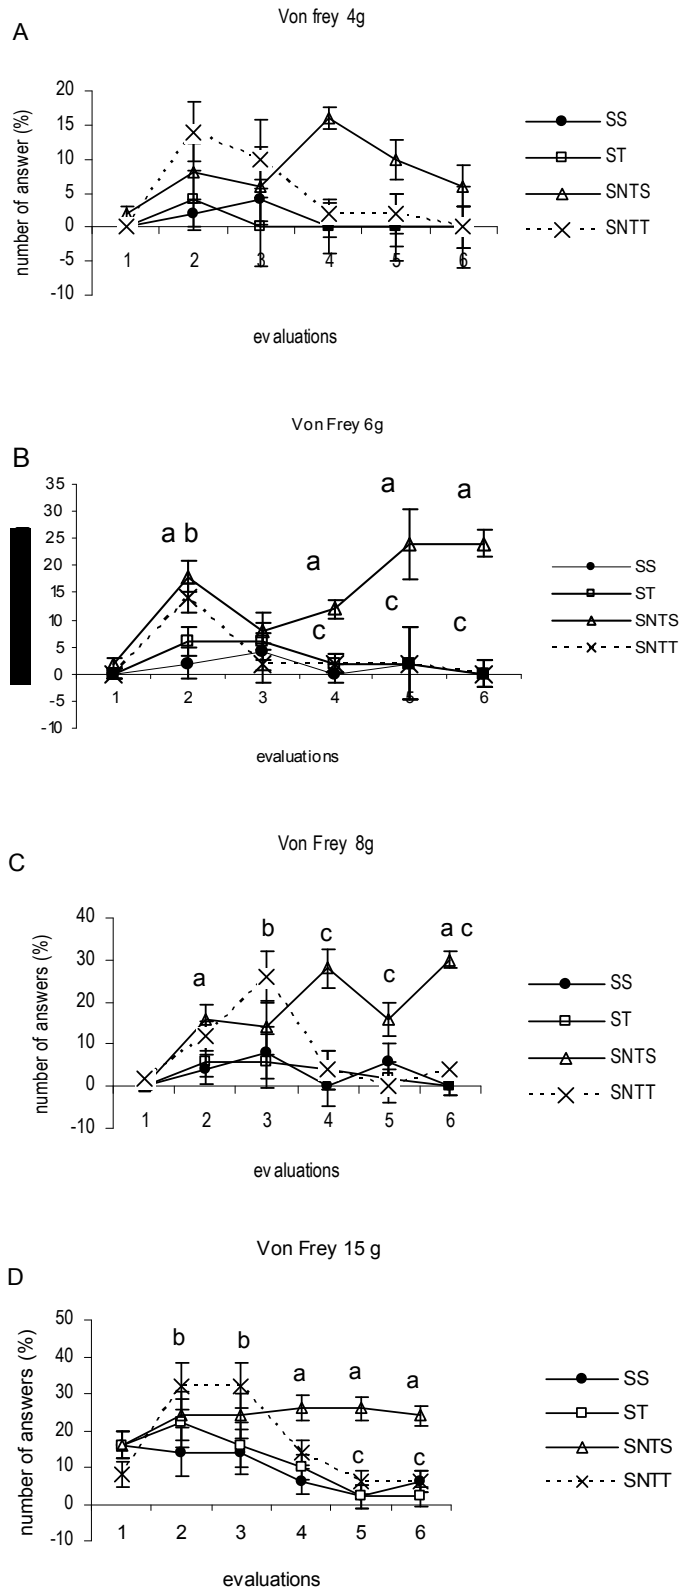 A
Von frey 4g
number of answer (%)
20
15
10
5
0
-5
-10
1 2 3 4 5 6
evaluations
SS
ST
SNTS
SNTT
B
Von Frey 6g
35
30
25
20
15
10
5
0
-5
-10
a b
a
a
a
c
c
c
1 2 3 4 5 6
evaluations
SS
ST
SNTS
SNTT
C
Von Frey 8g
number of answers (%)
40
30
20
10
0
-10
a
b
c
c
a c
1 2 3 4 5 6
evaluations
SS
ST
SNTS
SNTT
D
Von Frey 15 g
number of answers (%)
50
40
30
20
10
0
-10
b
b
a
a
a
c
c
1 2 3 4 5 6
evaluations
SS
ST
SNTS
SNTT